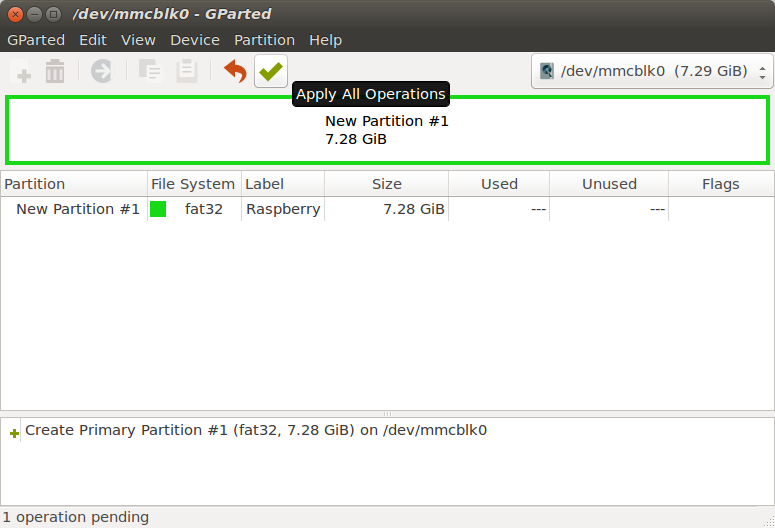 /dev/mmcblk0 - GParted
GParted Edit View Device Partition Help
/dev/mmcblk0 (7.29 GiB)
Apply All Operations
New Partition #1
7.28 GiB
Partition File System Label Size Used Unused Flags
New Partition #1 fat32 Raspberry 7.28 GiB --- ---
Create Primary Partition #1 (fat32, 7.28 GiB) on /dev/mmcblk0
1 operation pending